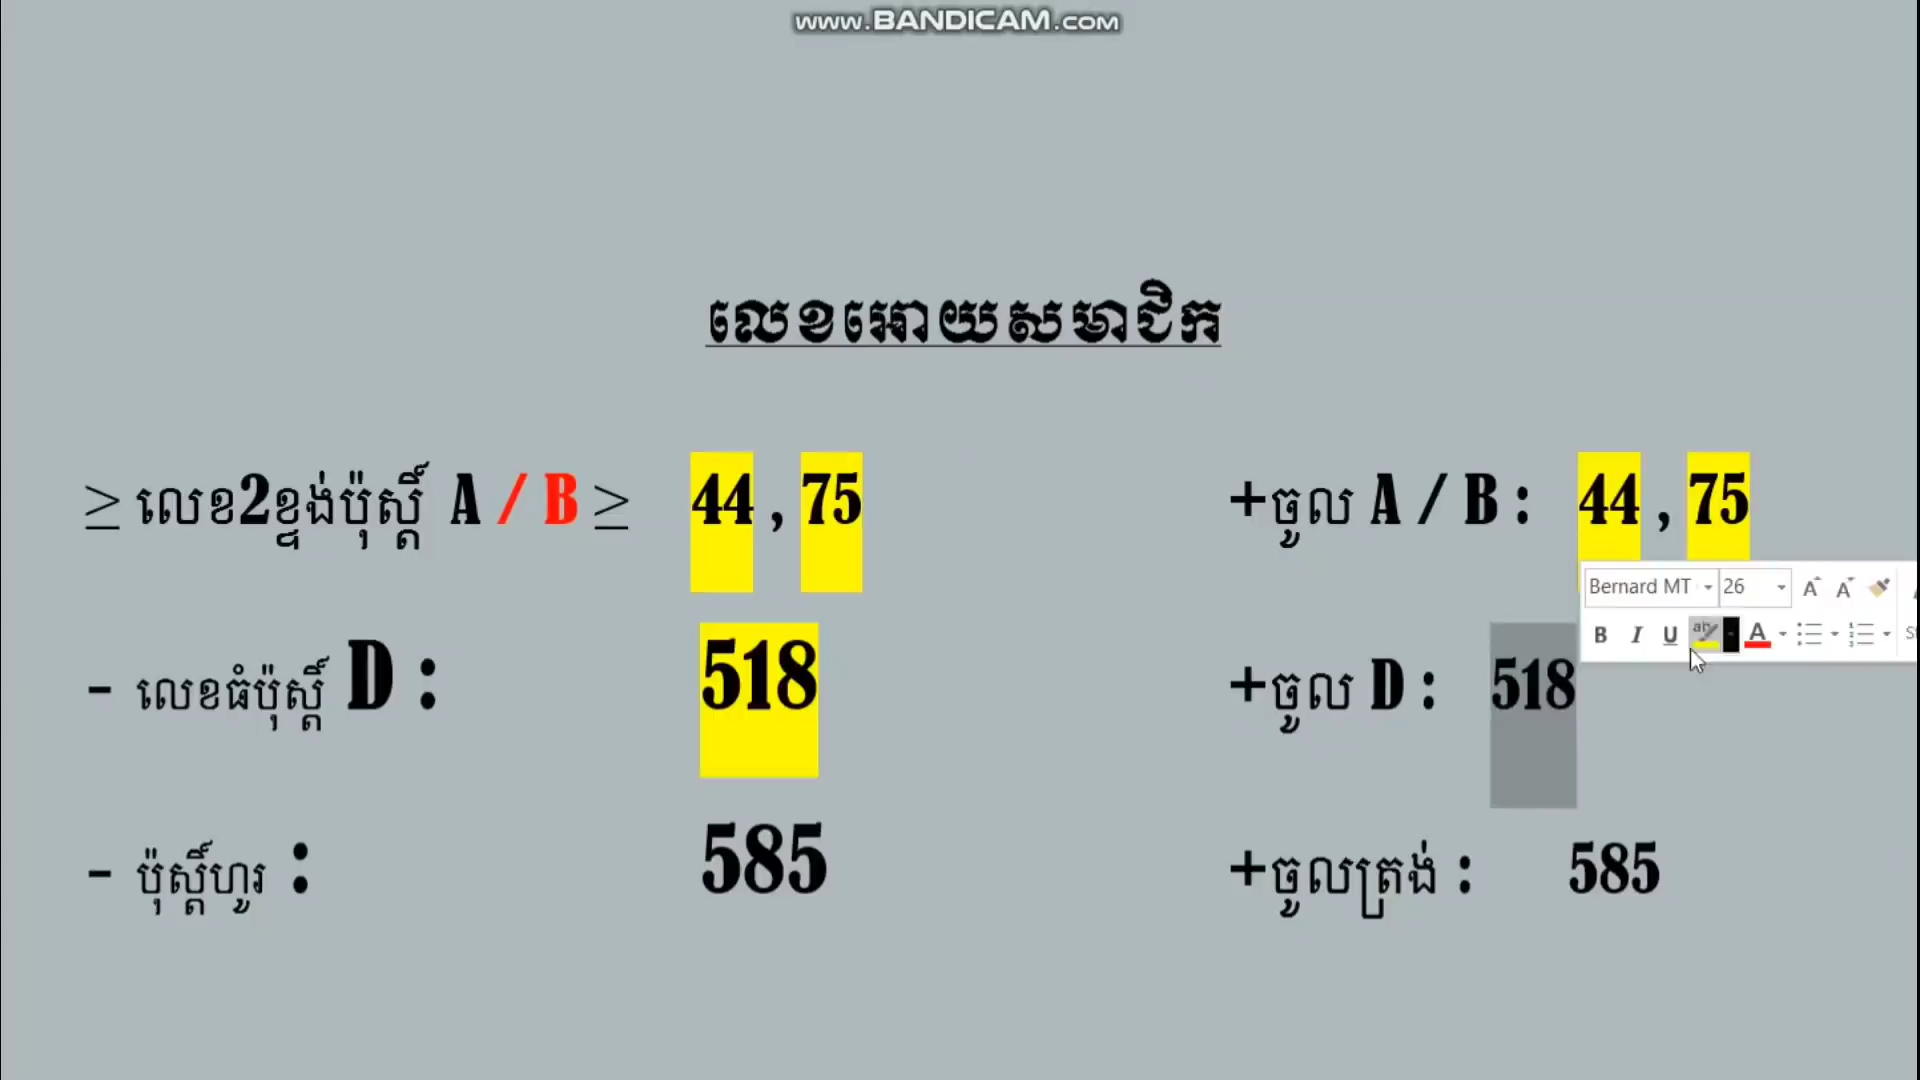 www.BANDICAM.com
លេខអោយសមាជិក
≥ លេខ2ខ្ទង់ប៉ុស្តិ៍ A / B ≥ 44 , 75
+ចូល A / B : 44 , 75
Bernard MT 26
B I U
- លេខធំប៉ុស្តិ៍ D : 518
+ចូល D : 518
- ប៉ុស្តិ៍ហូរ : 585
+ចូលត្រង់ : 585